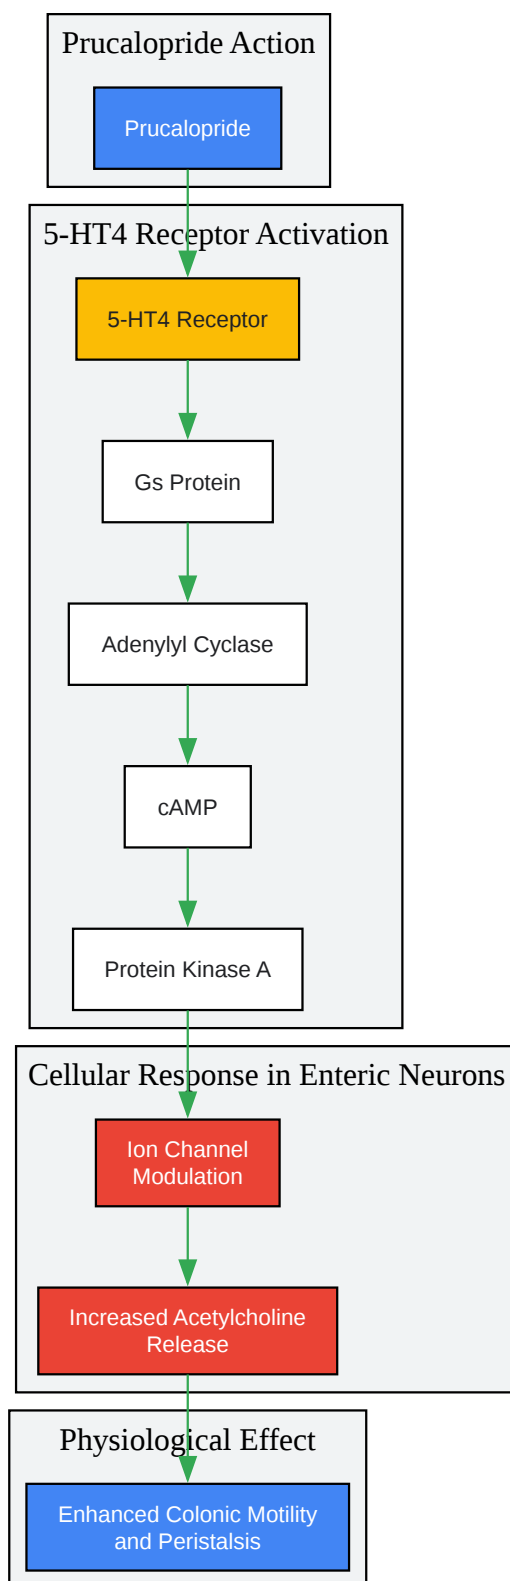 Prucalopride Action
Prucalopride
5-HT4 Receptor Activation
5-HT4 Receptor
Gs Protein
Adenylyl Cyclase
cAMP
Protein Kinase A
Cellular Response in Enteric Neurons
Ion Channel
Modulation
Increased Acetylcholine
Release
Physiological Effect
Enhanced Colonic Motility
and Peristalsis